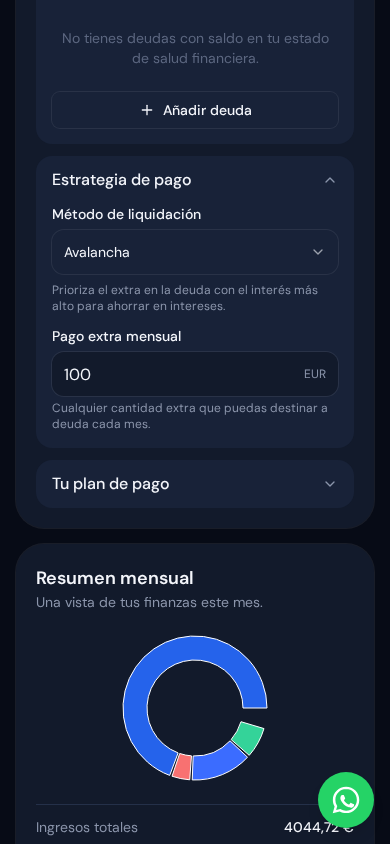 No tienes deudas con saldo en tu estado
de salud financiera.
+ Añadir deuda
Estrategia de pago
Método de liquidación
Avalancha
Prioriza el extra en la deuda con el interés más
alto para ahorrar en intereses.
Pago extra mensual
100 EUR
Cualquier cantidad extra que puedas destinar a
deuda cada mes.
Tu plan de pago
Resumen mensual
Una vista de tus finanzas este mes.
Ingresos totales 4044,72 €